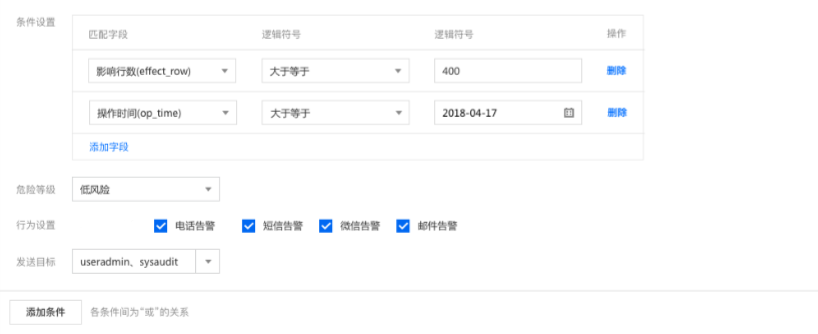 条件设置
匹配字段 逻辑符号 逻辑符号 操作
影响行数(effect_row) 大于等于 400 删除
操作时间(op_time) 大于等于 2018-04-17 删除
添加字段
危险等级 低风险
行为设置 电话告警 短信告警 微信告警 邮件告警
发送目标 useradmin、sysaudit
添加条件 各条件间为“或”的关系